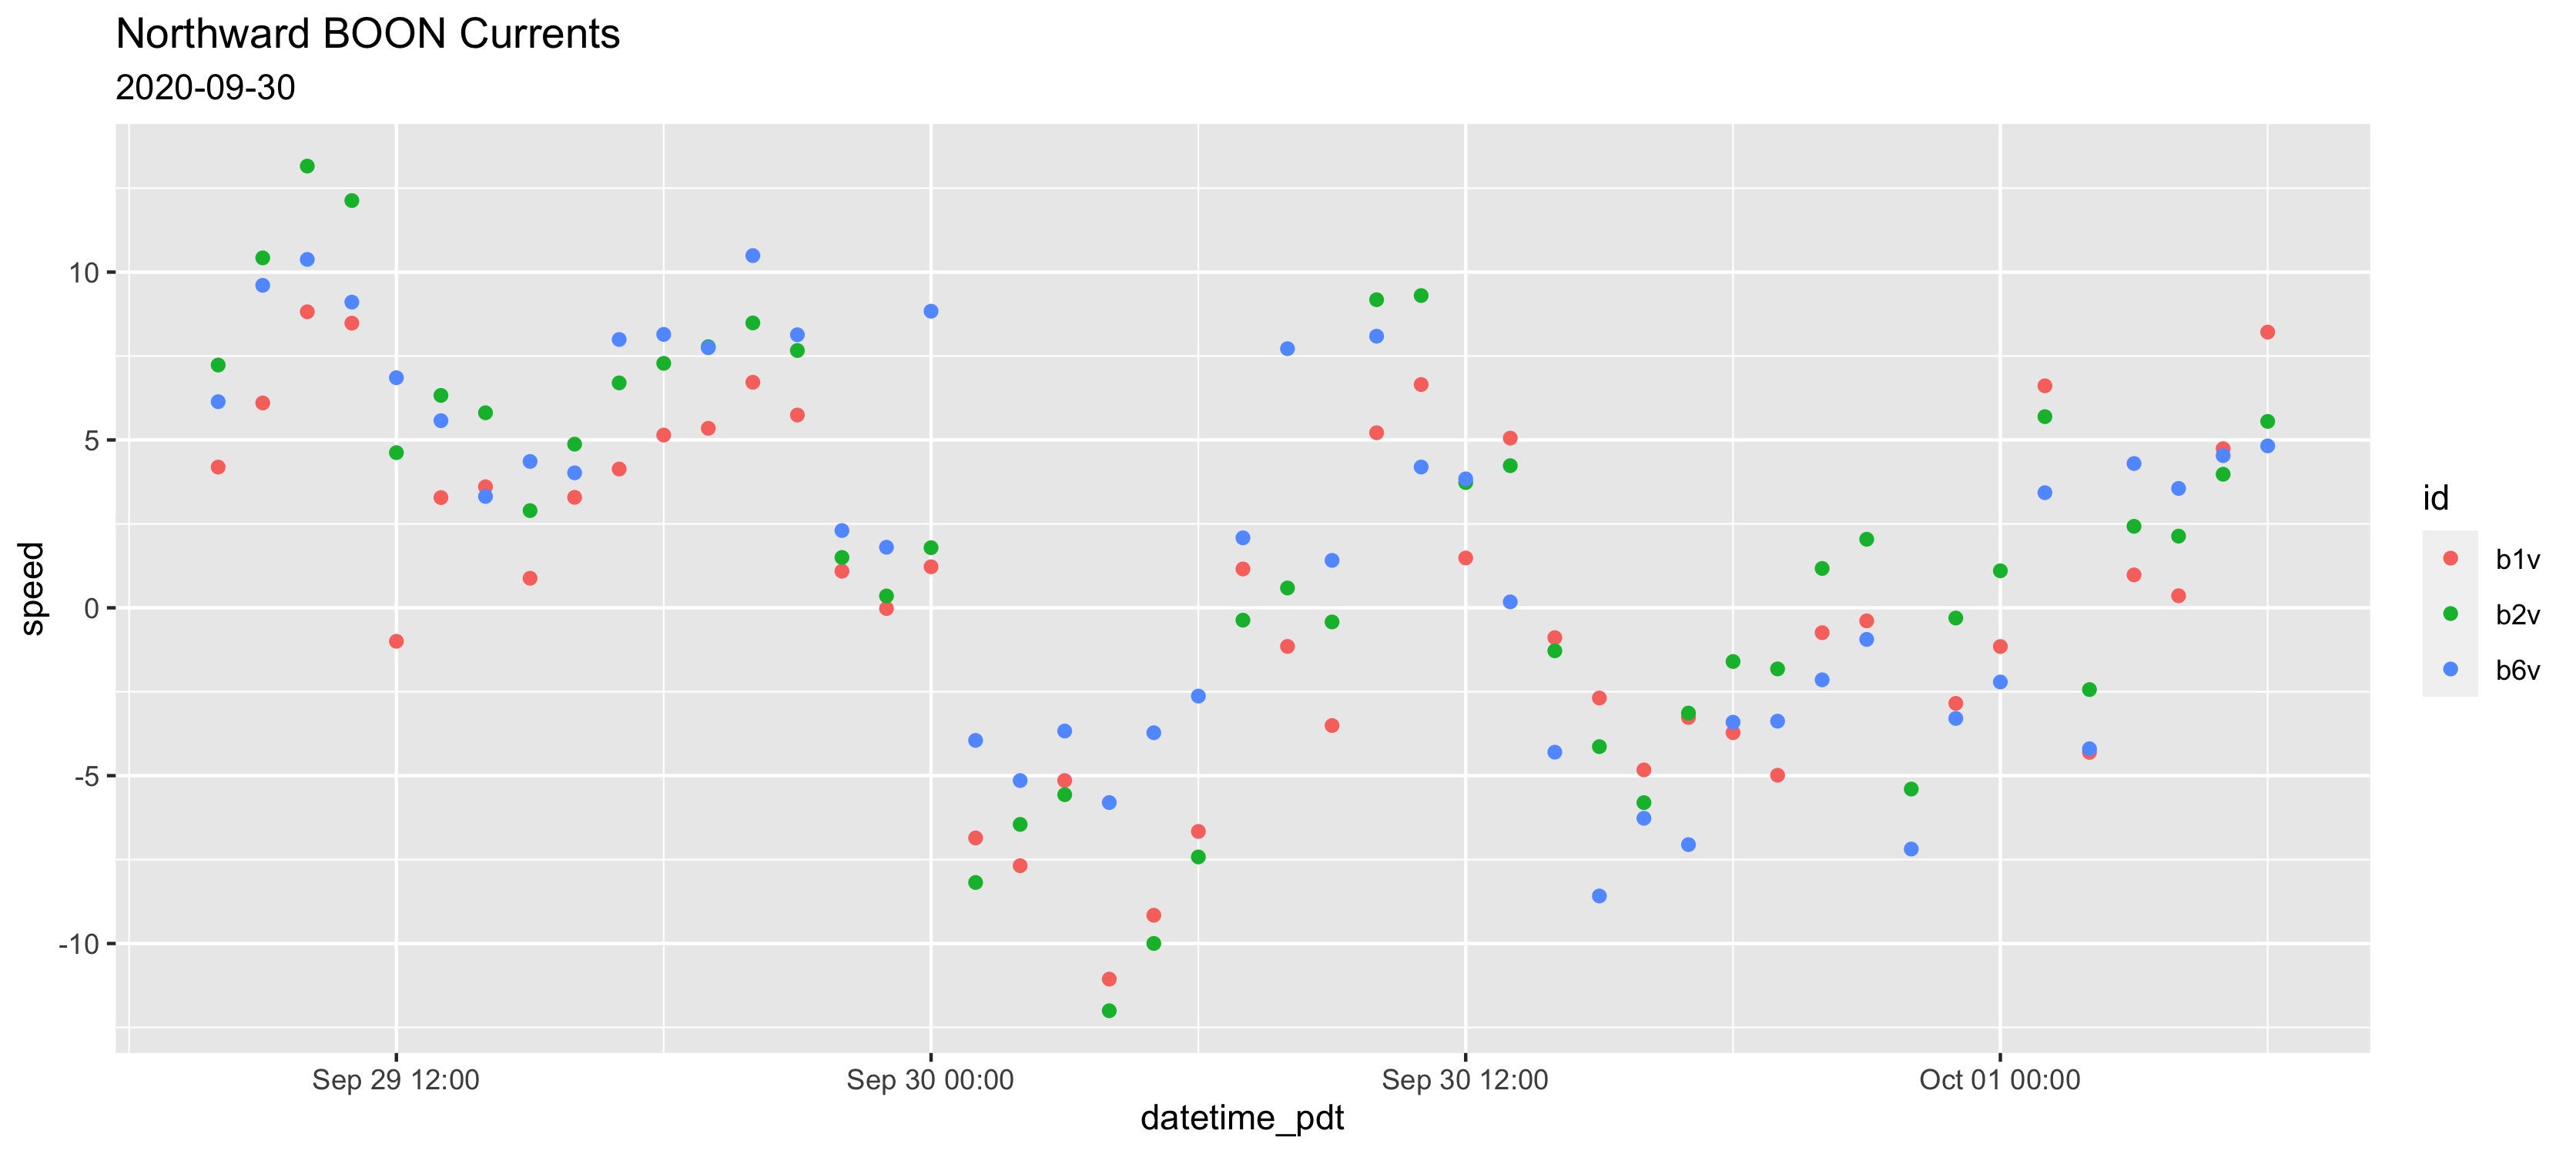 Northward BOON Currents
2020-09-30
speed
10
5
0
-5
-10
Sep 29 12:00
Sep 30 00:00
Sep 30 12:00
Oct 01 00:00
datetime_pdt
id
b1v
b2v
b6v